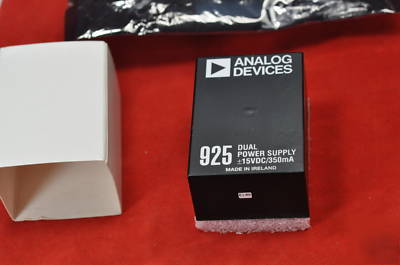 ANALOG
DEVICES
925 DUAL
POWER SUPPLY
±15VDC/350mA
MADE IN IRELAND